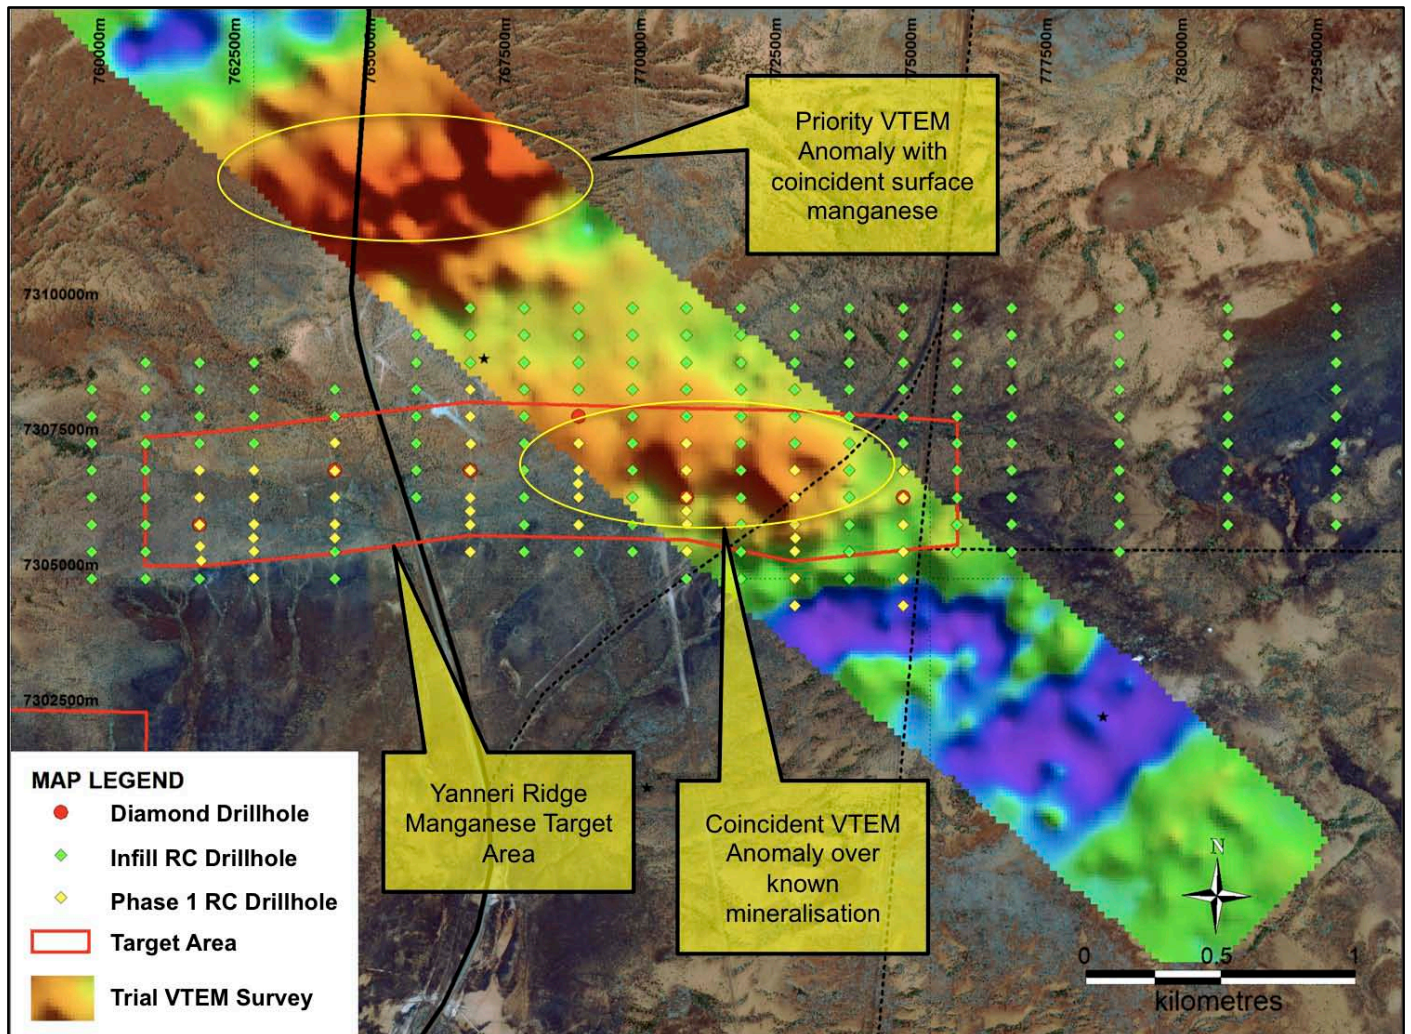 760000m
762500m
765000m
767500m
770000m
772500m
775000m
777500m
780000m
7295000m
Priority VTEM
Anomaly with
coincident surface
manganese
7310000m
7307500m
7305000m
7302500m
Yanneri Ridge
Manganese Target
Area
Coincident VTEM
Anomaly over
known
mineralisation
MAP LEGEND
Diamond Drillhole
Infill RC Drillhole
Phase 1 RC Drillhole
Target Area
Trial VTEM Survey
N
0 0.5 1
kilometres